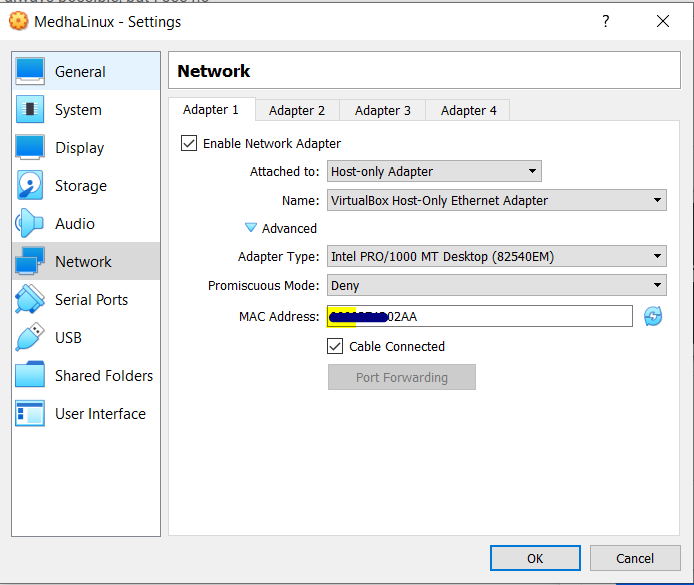 MedhaLinux - Settings
?
General
System
Display
Storage
Audio
Network
Serial Ports
USB
Shared Folders
User Interface
Network
Adapter 1 Adapter 2 Adapter 3 Adapter 4
Enable Network Adapter
Attached to: Host-only Adapter
Name: VirtualBox Host-Only Ethernet Adapter
Advanced
Adapter Type: Intel PRO/1000 MT Desktop (82540EM)
Promiscuous Mode: Deny
MAC Address: 02AA
Cable Connected
Port Forwarding
OK Cancel